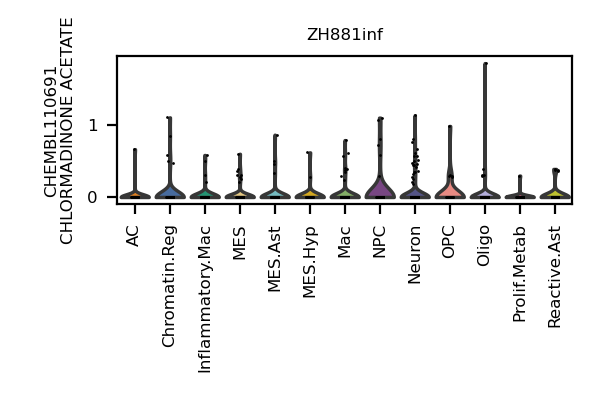 ZH881inf
CHEMBL110691
CHLORMADINONE ACETATE
1
0
AC
Chromatin.Reg
Inflammatory.Mac
MES
MES.Ast
MES.Hyp
Mac
NPC
Neuron
OPC
Oligo
Prolif.Metab
Reactive.Ast